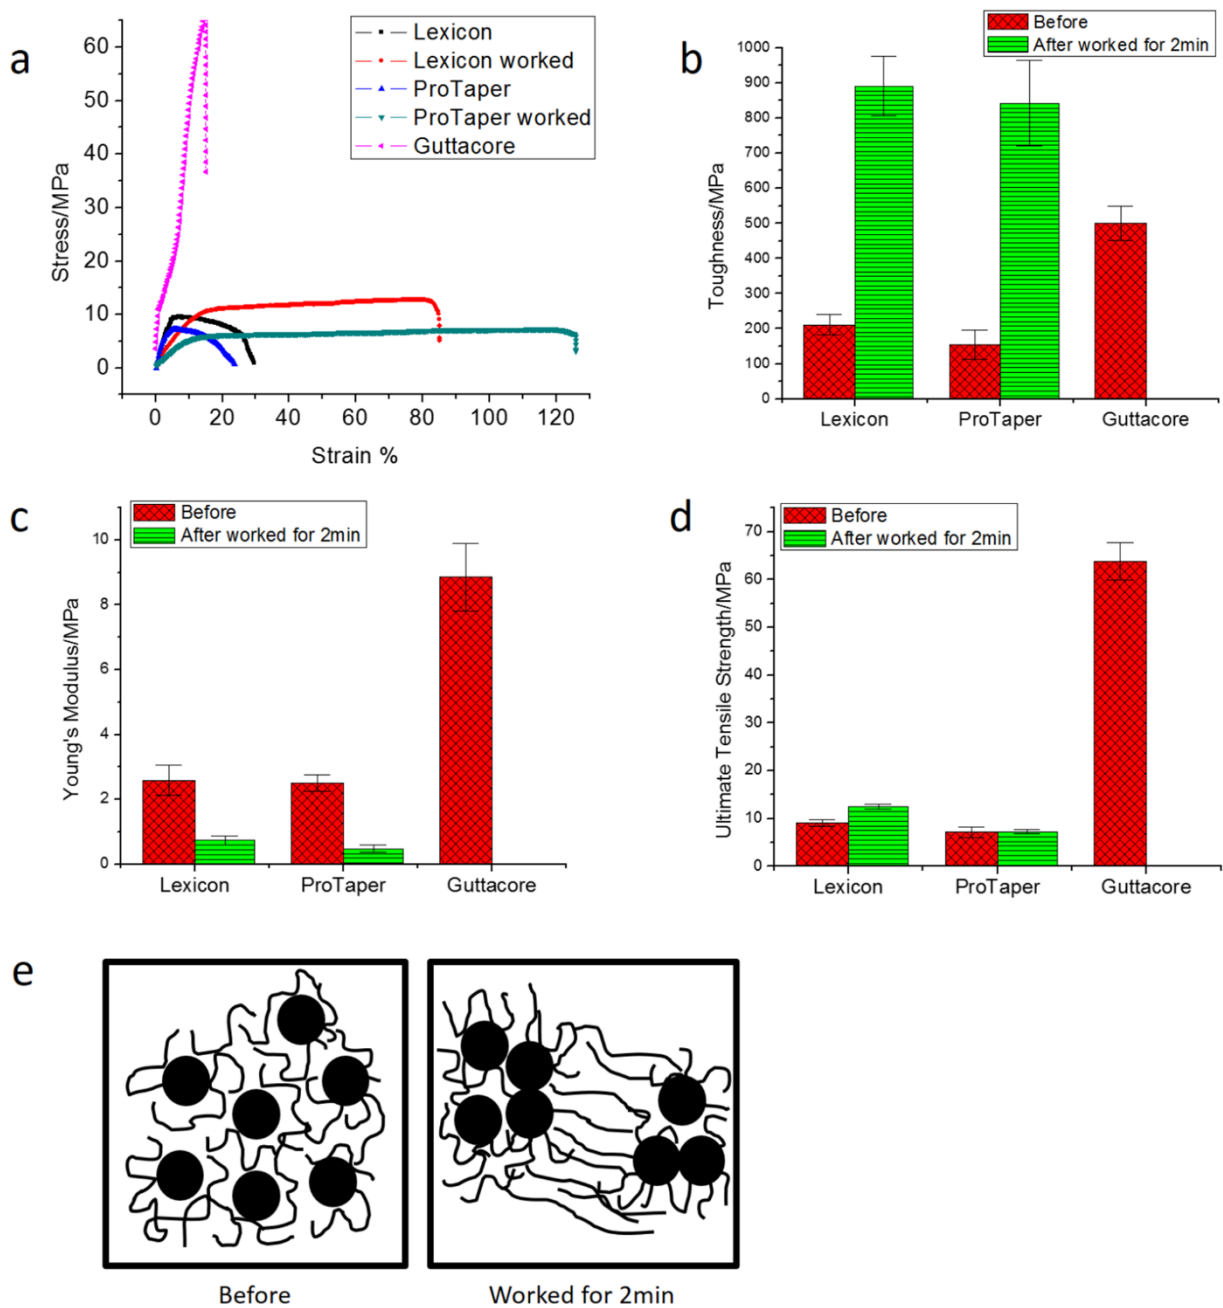 a
Stress/MPa
60
50
40
30
20
10
0
0 20 40 60 80 100 120
Strain %
Lexicon
Lexicon worked
ProTaper
ProTaper worked
Guttacore
b
Before
After worked for 2min
Toughness/MPa
1000
900
800
700
600
500
400
300
200
100
0
Lexicon ProTaper Guttacore
c
Before
After worked for 2min
Young's Modulus/MPa
10
8
6
4
2
0
Lexicon ProTaper Guttacore
d
Before
After worked for 2min
Ultimate Tensile Strength/MPa
70
60
50
40
30
20
10
0
Lexicon ProTaper Guttacore
e
Before Worked for 2min